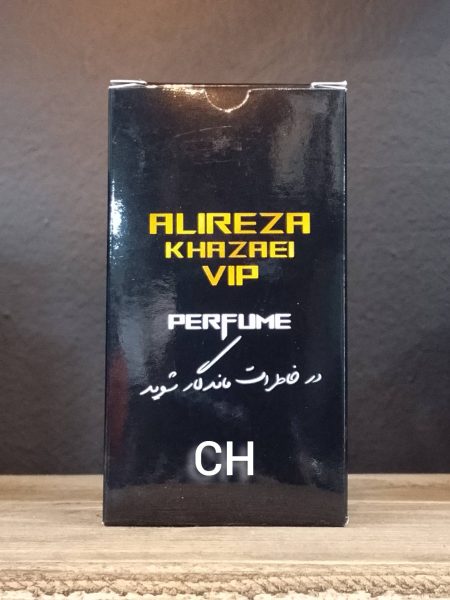 ALIREZA
KHAZAEI
VIP
PERFUME
در خاطرات ماندگار شوید
CH